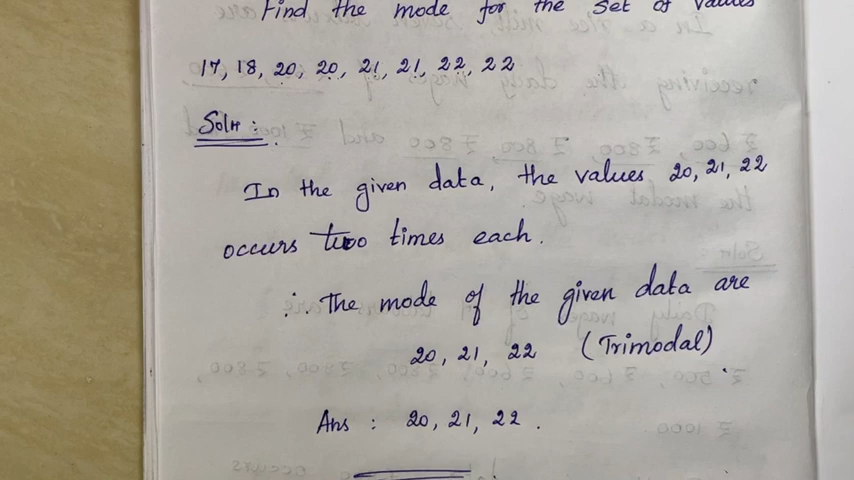 Find the mode for the set of values
17, 18, 20, 20, 21, 21, 22, 22
Soln :
In the given data, the values 20, 21, 22
occurs two times each.
∴ The mode of the given data are
20, 21, 22 (Trimodal).
Ans : 20, 21, 22.